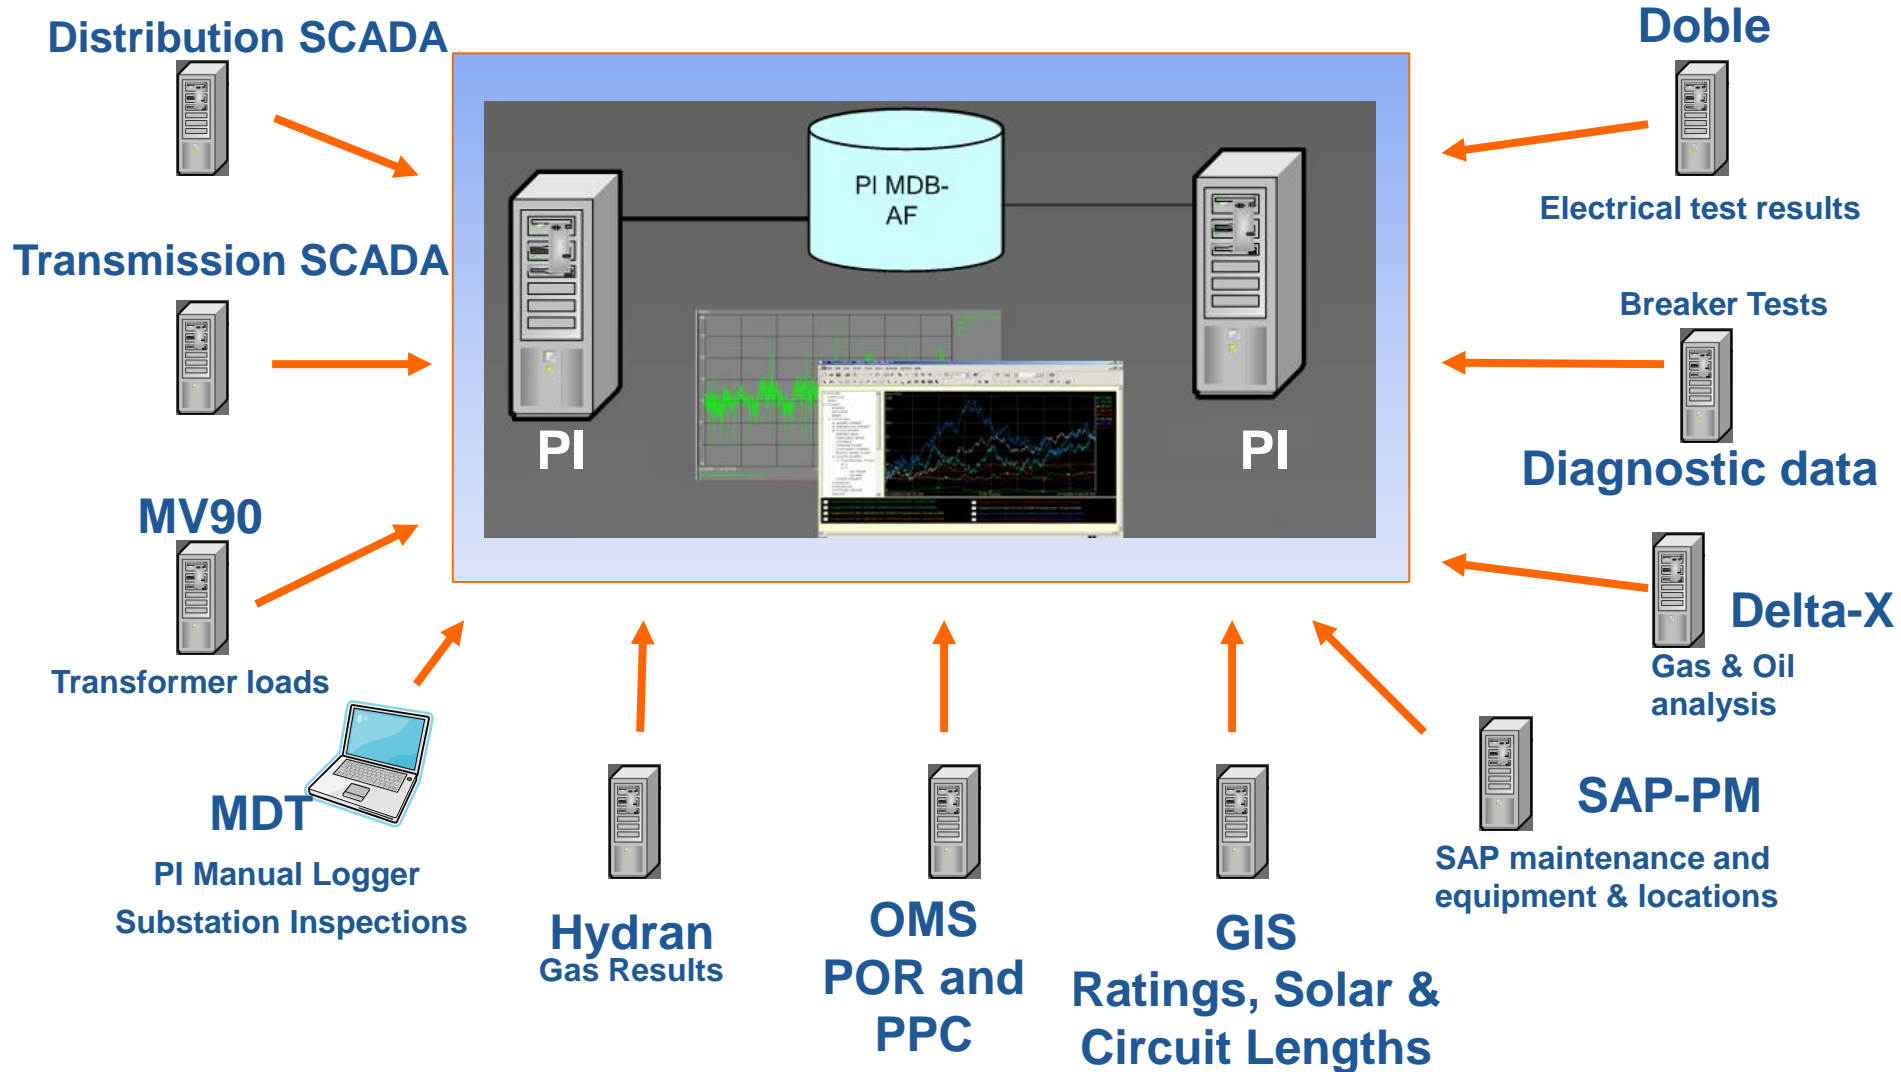 Distribution SCADA
Doble
PI MDB-
AF
Electrical test results
Transmission SCADA
Breaker Tests
PI
PI
Diagnostic data
MV90
Delta-X
Transformer loads
Gas & Oil
analysis
MDT
SAP-PM
PI Manual Logger
Substation Inspections
SAP maintenance and
equipment & locations
Hydran
Gas Results
OMS
POR and
PPC
GIS
Ratings, Solar &
Circuit Lengths